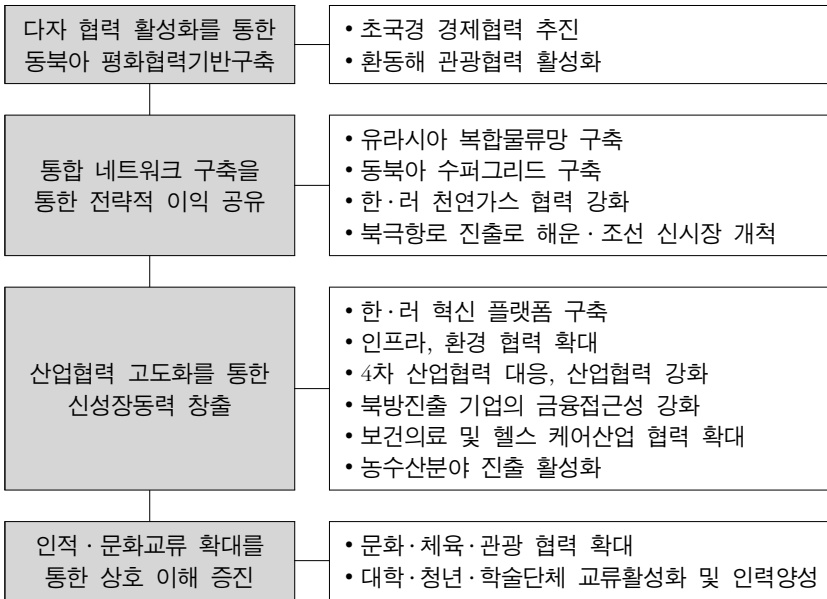 다자 협력 활성화를 통한
동북아 평화협력기반구축
• 초국경 경제협력 추진
• 환동해 관광협력 활성화
통합 네트워크 구축을
통한 전략적 이익 공유
• 유라시아 복합물류망 구축
• 동북아 수퍼그리드 구축
• 한·러 천연가스 협력 강화
• 북극항로 진출로 해운·조선 신시장 개척
산업협력 고도화를 통한
신성장동력 창출
• 한·러 혁신 플랫폼 구축
• 인프라, 환경 협력 확대
• 4차 산업협력 대응, 산업협력 강화
• 북방진출 기업의 금융접근성 강화
• 보건의료 및 헬스 케어산업 협력 확대
• 농수산분야 진출 활성화
인적·문화교류 확대를
통한 상호 이해 증진
• 문화·체육·관광 협력 확대
• 대학·청년·학술단체 교류활성화 및 인력양성